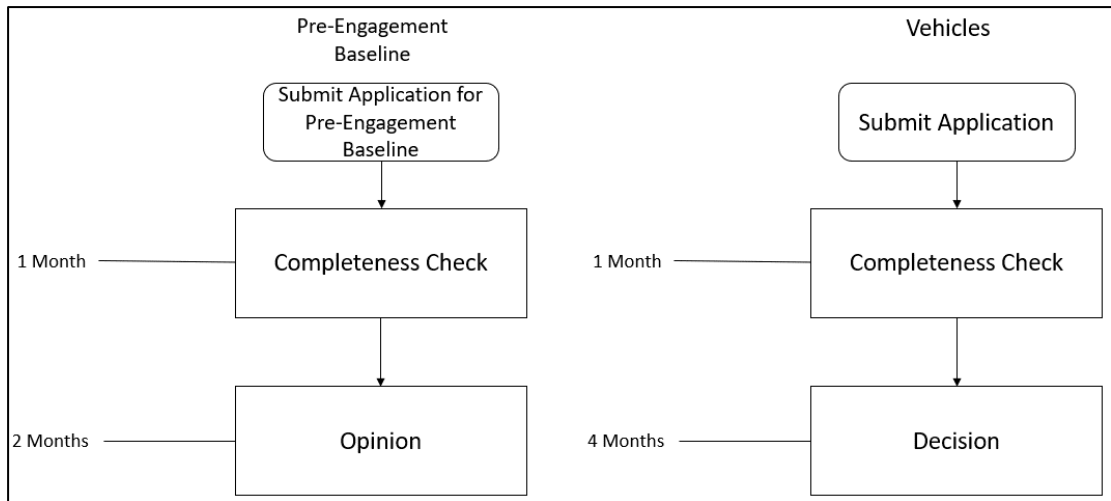 Pre-Engagement
Baseline
Submit Application for
Pre-Engagement
Baseline
1 Month
Completeness Check
2 Months
Opinion
Vehicles
Submit Application
1 Month
Completeness Check
4 Months
Decision